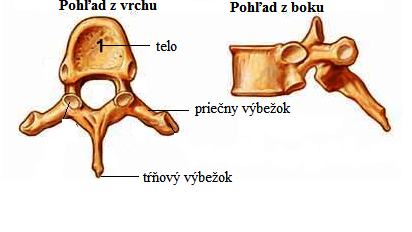 Pohľad z vrchu
Pohľad z boku
1
telo
priečny výbežok
tŕňový výbežok